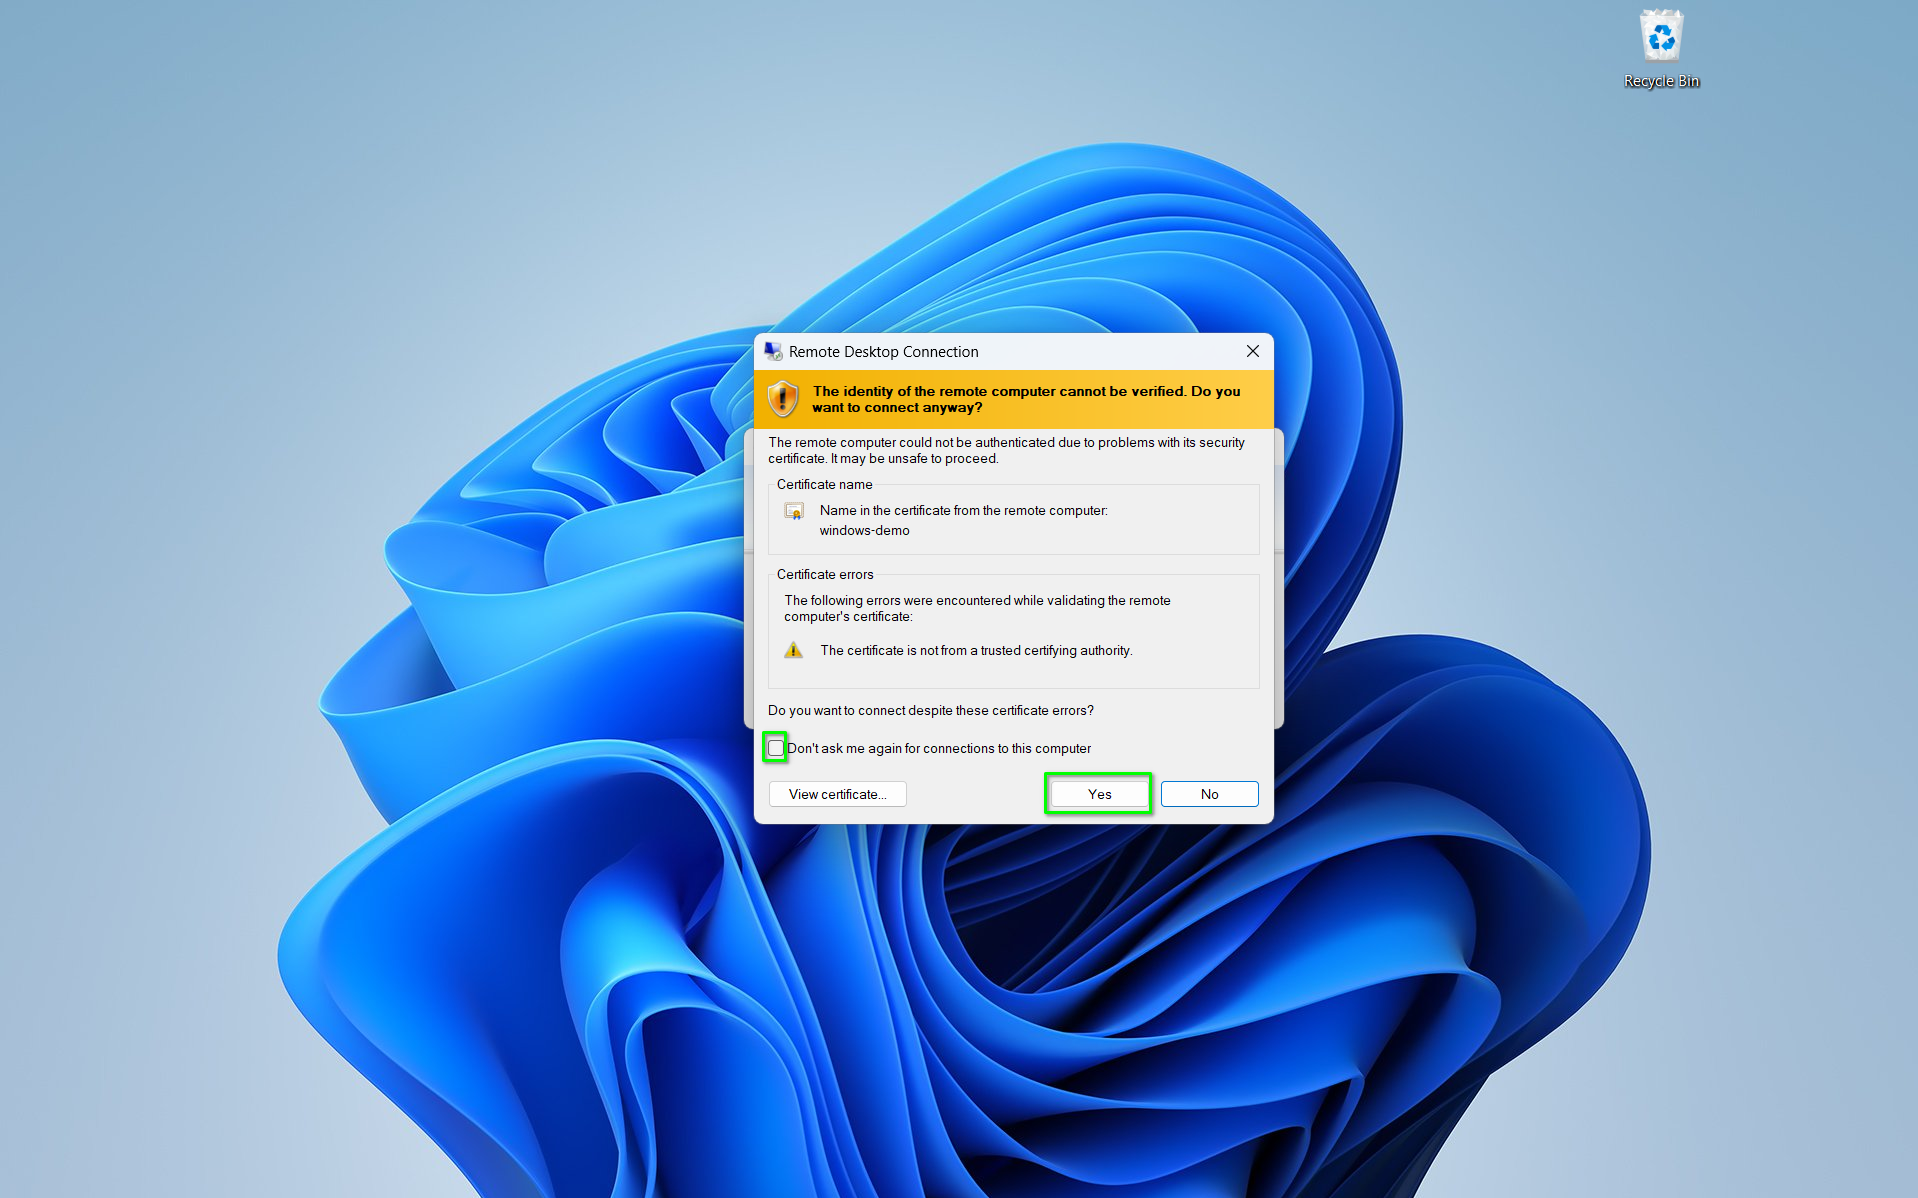 Recycle Bin
Remote Desktop Connection
The identity of the remote computer cannot be verified. Do you
want to connect anyway?
The remote computer could not be authenticated due to problems with its security
certificate. It may be unsafe to proceed.
Certificate name
Name in the certificate from the remote computer:
windows-demo
Certificate errors
The following errors were encountered while validating the remote
computer's certificate:
The certificate is not from a trusted certifying authority.
Do you want to connect despite these certificate errors?
Don't ask me again for connections to this computer
View certificate...
Yes
No